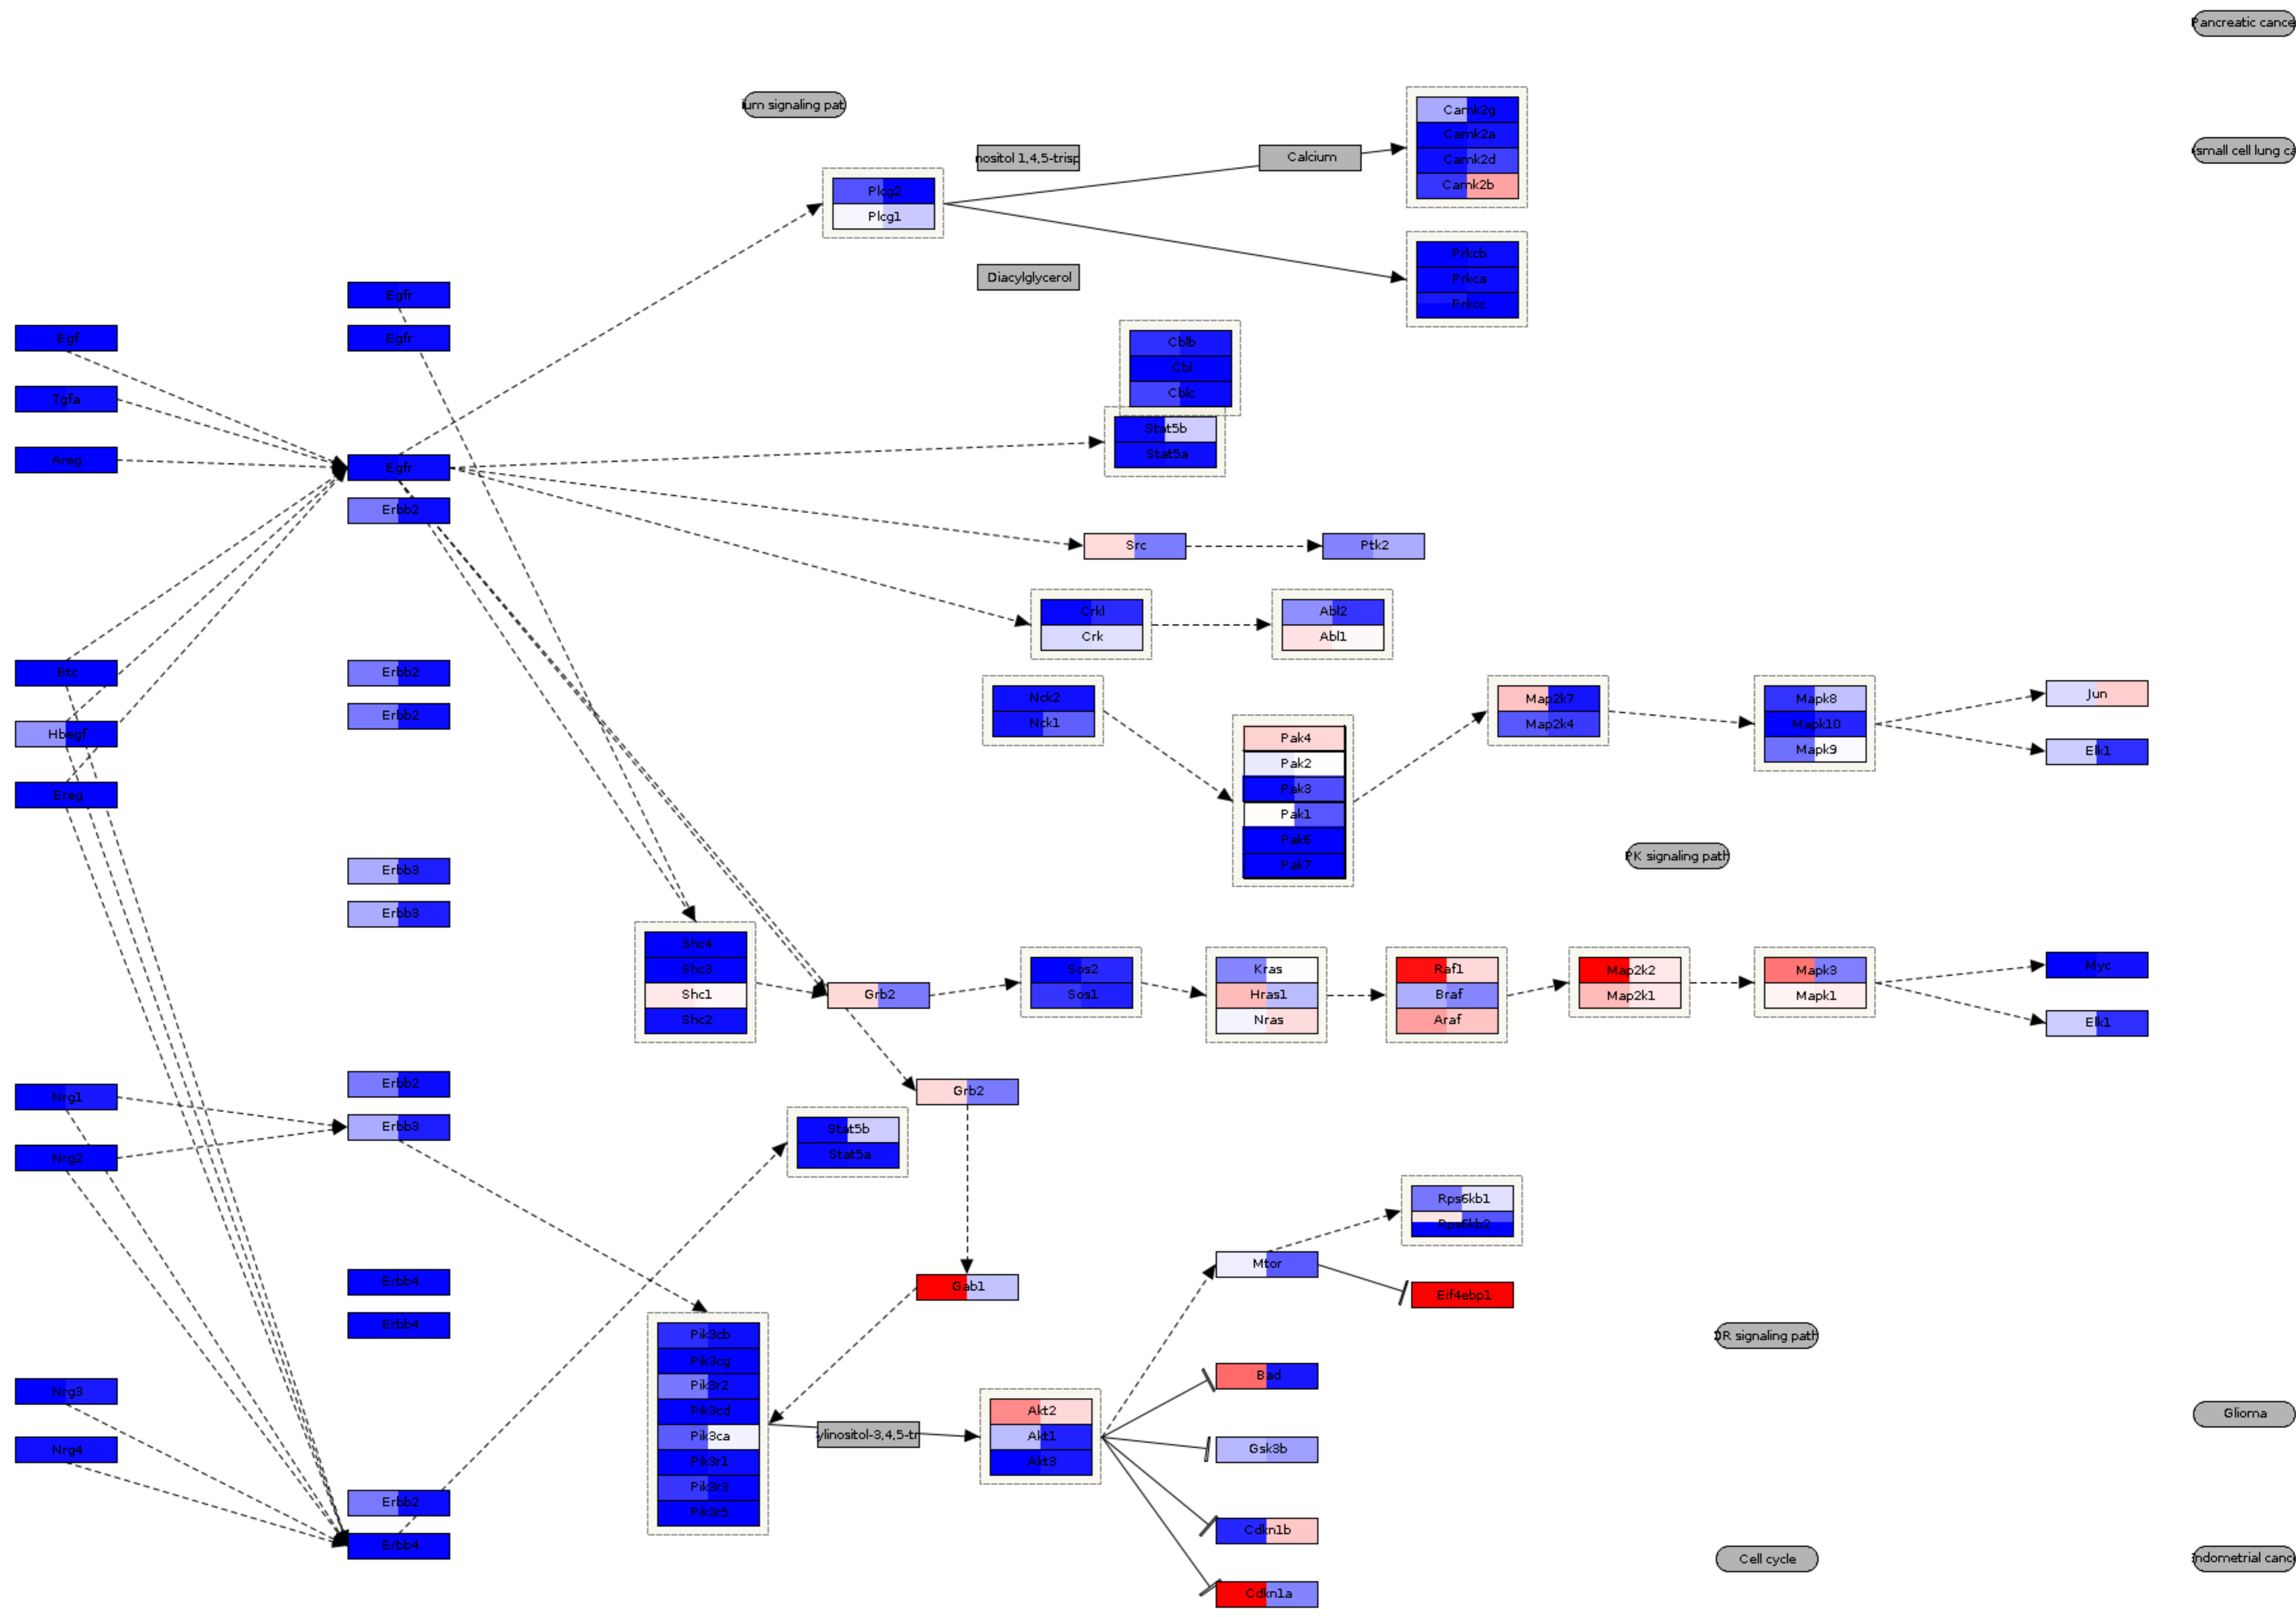 Pancreatic cance
ium signaling pat
Camk2g
Camk2a
Camk2d
Camk2b
small cell lung ca
nositol 1,4,5-trisp
Calcium
Plcg2
Plcg1
Diacylglycerol
Prkcb
Prkca
Prkcc
Egfr
Egf
Egfr
Cblb
Cbl
Cblc
Tgfa
Stat5b
Stat5a
Areg
Egfr
Erbb2
Src
Ptk2
Crkl
Crk
Abl2
Abl1
Btc
Erbb2
Erbb2
Hbegf
Ereg
Nck2
Nck1
Pak4
Pak2
Pak3
Pak1
Pak6
Pak7
Map2k7
Map2k4
Mapk8
Mapk10
Mapk9
Jun
Elk1
PK signaling path
Erbb3
Erbb3
Shc4
Shc3
Shc1
Shc2
Grb2
Sos2
Sos1
Kras
Hras1
Nras
Raf1
Braf
Araf
Map2k2
Map2k1
Mapk3
Mapk1
Myc
Elk1
Nrg1
Erbb2
Erbb3
Nrg2
Grb2
Stat5b
Stat5a
Rps6kb1
Rps6kb2
Mtor
Eif4ebp1
Gab1
Erbb4
Erbb4
OR signaling path
Pik3cb
Pik3cg
Pik3r2
Pik3cd
Pik3ca
Pik3r1
Pik3r3
Pik3r5
ylinositol-3,4,5-tr
Akt2
Akt1
Akt3
Bad
Gsk3b
Cdkn1b
Cdkn1a
Nrg3
Nrg4
Erbb2
Erbb4
Glioma
Cell cycle
ndometrial canc